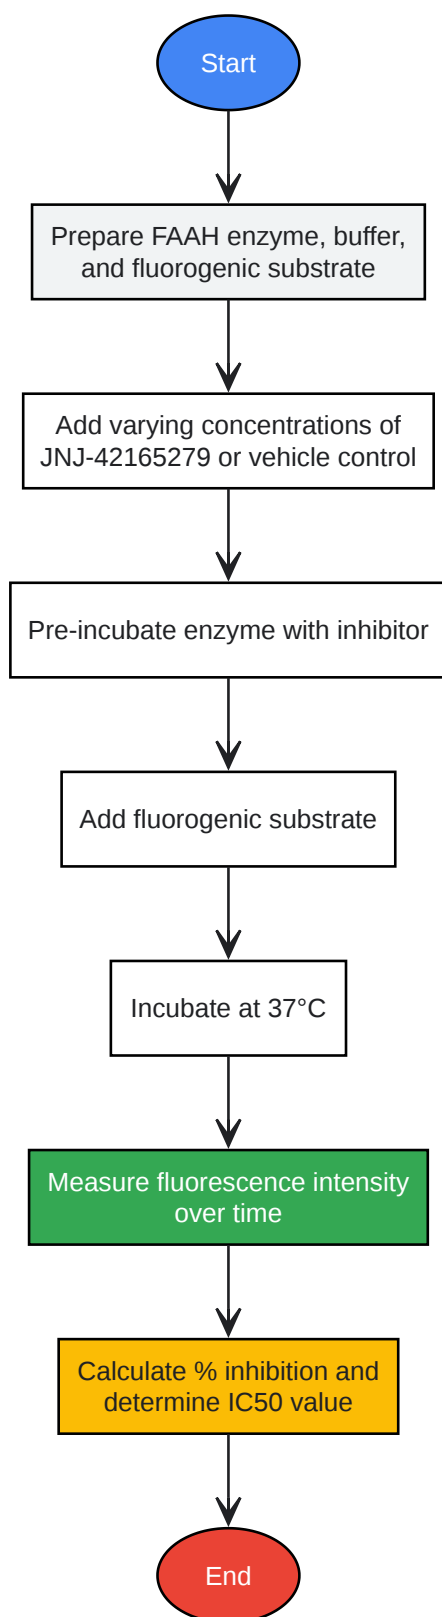 Start
Prepare FAAH enzyme, buffer,
and fluorogenic substrate
Add varying concentrations of
JNJ-42165279 or vehicle control
Pre-incubate enzyme with inhibitor
Add fluorogenic substrate
Incubate at 37°C
Measure fluorescence intensity
over time
Calculate % inhibition and
determine IC50 value
End